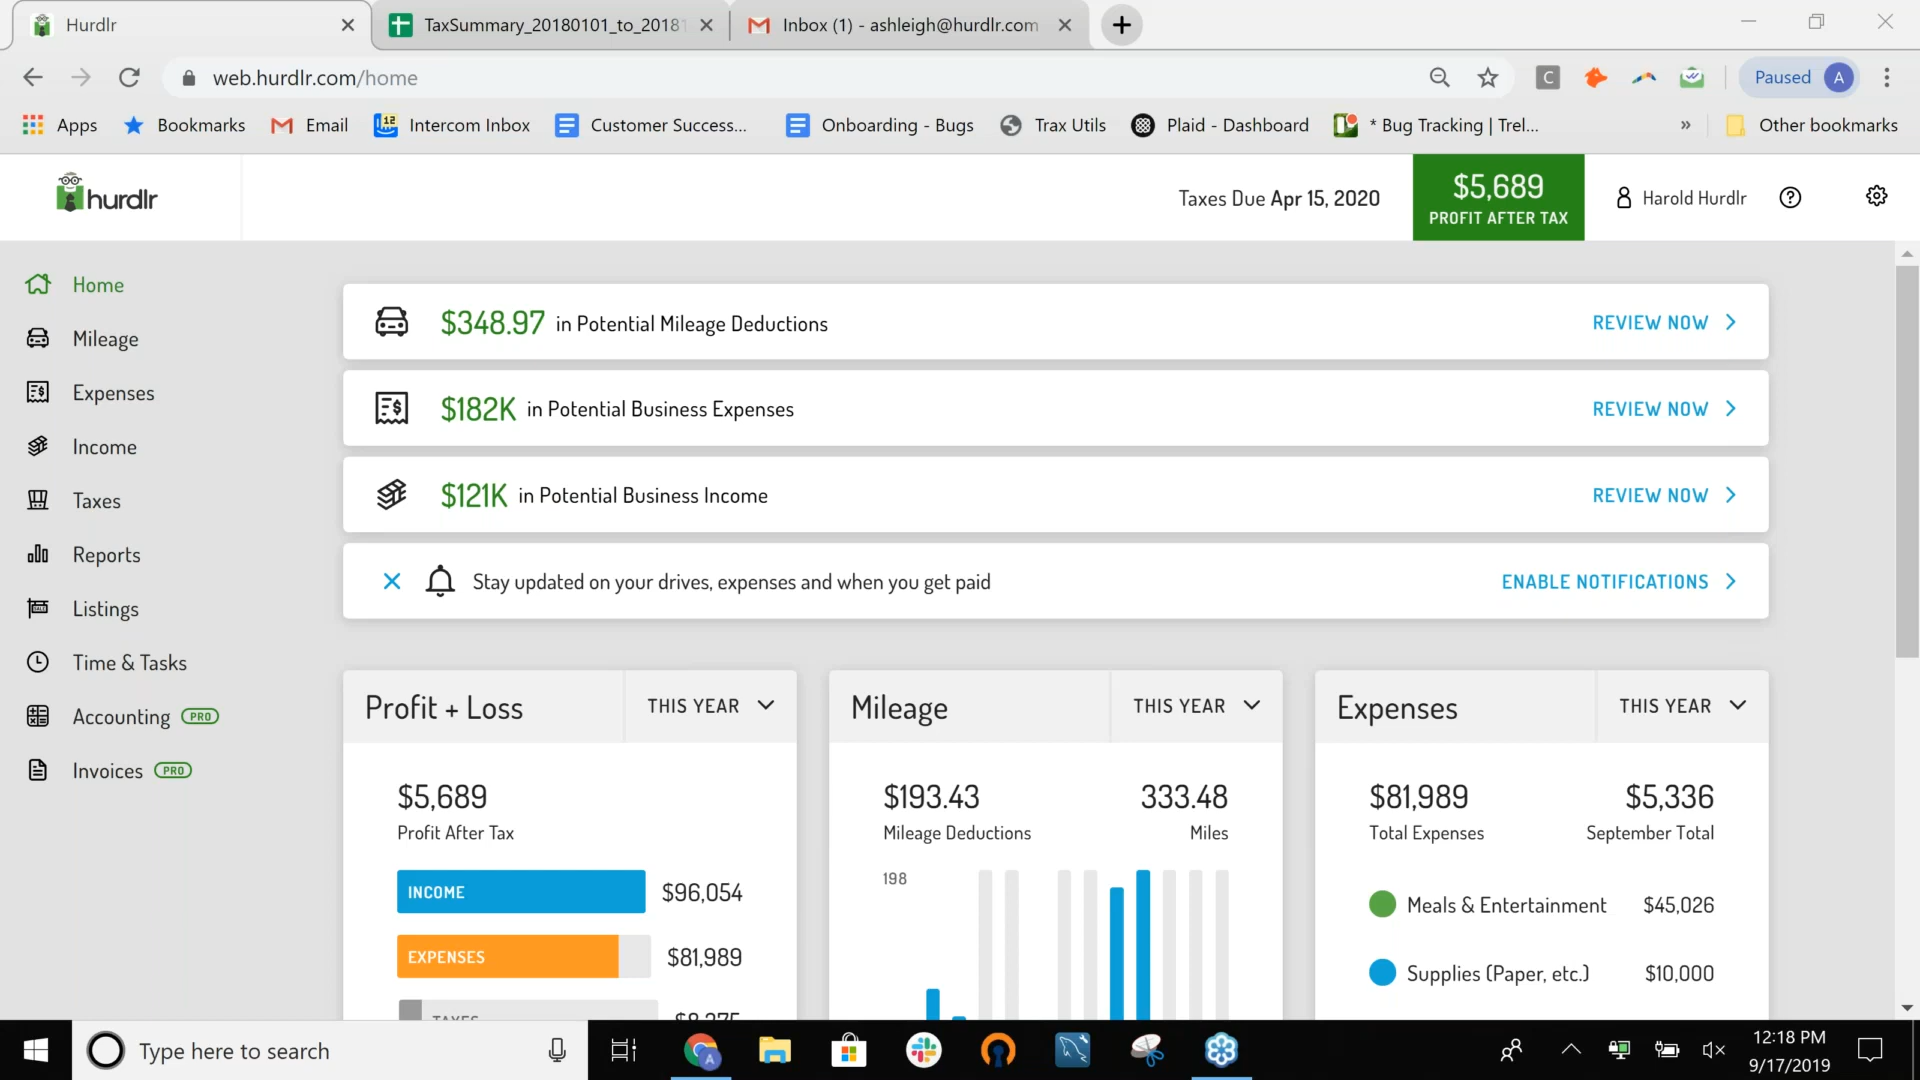 Hurdlr
TaxSummary_20180101_to_2018
Inbox (1) - ashleigh@hurdlr.com
web.hurdlr.com/home
C
Paused
A
Apps
Bookmarks
Email
12
Intercom Inbox
Customer Success...
Onboarding - Bugs
Trax Utils
Plaid - Dashboard
* Bug Tracking | Trel...
»
Other bookmarks
hurdlr
Taxes Due Apr 15, 2020
$5,689
PROFIT AFTER TAX
Harold Hurdlr
Home
Mileage
Expenses
Income
Taxes
Reports
Listings
Time & Tasks
Accounting PRO
Invoices PRO
$348.97 in Potential Mileage Deductions
REVIEW NOW
$182K in Potential Business Expenses
REVIEW NOW
$121K in Potential Business Income
REVIEW NOW
Stay updated on your drives, expenses and when you get paid
ENABLE NOTIFICATIONS
Profit + Loss
THIS YEAR
$5,689
Profit After Tax
INCOME
$96,054
EXPENSES
$81,989
TAXES
Mileage
THIS YEAR
$193.43
Mileage Deductions
333.48
Miles
198
Expenses
THIS YEAR
$81,989
Total Expenses
$5,336
September Total
Meals & Entertainment
$45,026
Supplies (Paper, etc.)
$10,000
Type here to search
A
12:18 PM
9/17/2019